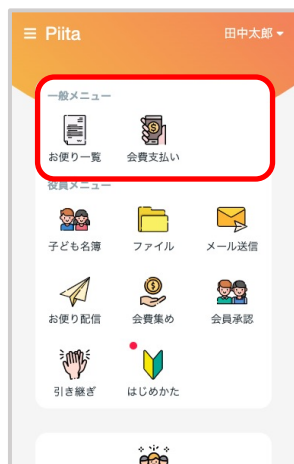 Piita 田中太郎
一般メニュー
お便り一覧 会費支払い
役員メニュー
子ども名簿 ファイル メール送信
お便り配信 会費集め 会員承認
引き継ぎ はじめかた